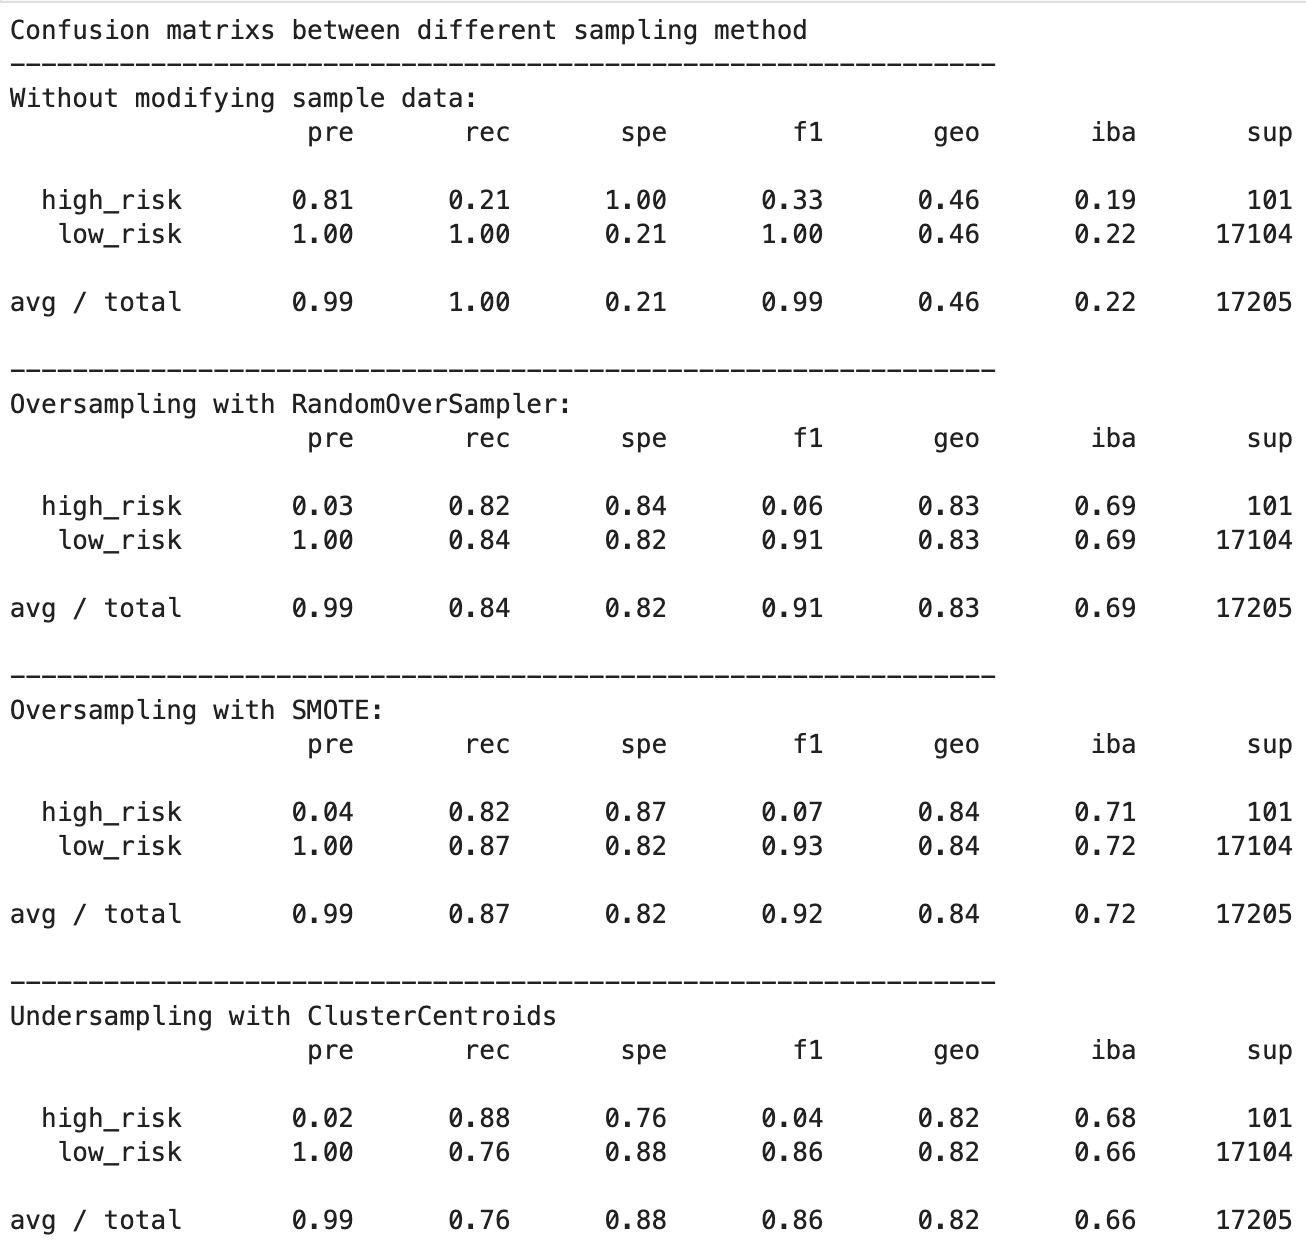 Confusion matrixs between different sampling method
---------------------------------------------------------------
Without modifying sample data:
pre rec spe f1 geo iba sup
high_risk 0.81 0.21 1.00 0.33 0.46 0.19 101
low_risk 1.00 1.00 0.21 1.00 0.46 0.22 17104
avg / total 0.99 1.00 0.21 0.99 0.46 0.22 17205
---------------------------------------------------------------
Oversampling with RandomOverSampler:
pre rec spe f1 geo iba sup
high_risk 0.03 0.82 0.84 0.06 0.83 0.69 101
low_risk 1.00 0.84 0.82 0.91 0.83 0.69 17104
avg / total 0.99 0.84 0.82 0.91 0.83 0.69 17205
---------------------------------------------------------------
Oversampling with SMOTE:
pre rec spe f1 geo iba sup
high_risk 0.04 0.82 0.87 0.07 0.84 0.71 101
low_risk 1.00 0.87 0.82 0.93 0.84 0.72 17104
avg / total 0.99 0.87 0.82 0.92 0.84 0.72 17205
---------------------------------------------------------------
Undersampling with ClusterCentroids
pre rec spe f1 geo iba sup
high_risk 0.02 0.88 0.76 0.04 0.82 0.68 101
low_risk 1.00 0.76 0.88 0.86 0.82 0.66 17104
avg / total 0.99 0.76 0.88 0.86 0.82 0.66 17205